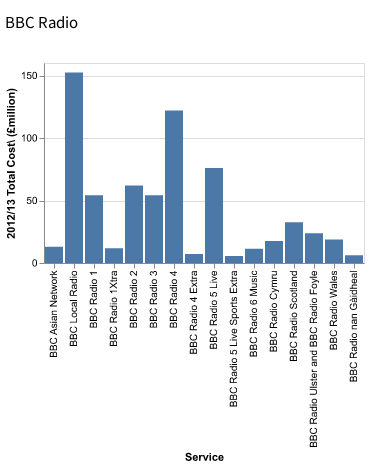 BBC Radio
2012/13 Total Cost\ (£million)
150
100
50
0
BBC Asian Network
BBC Local Radio
BBC Radio 1
BBC Radio 1Xtra
BBC Radio 2
BBC Radio 3
BBC Radio 4
BBC Radio 4 Extra
BBC Radio 5 Live
BBC Radio 5 Live Sports Extra
BBC Radio 6 Music
BBC Radio Cymru
BBC Radio Scotland
BBC Radio Ulster and BBC Radio Foyle
BBC Radio Wales
BBC Radio nan Gàidheal
Service